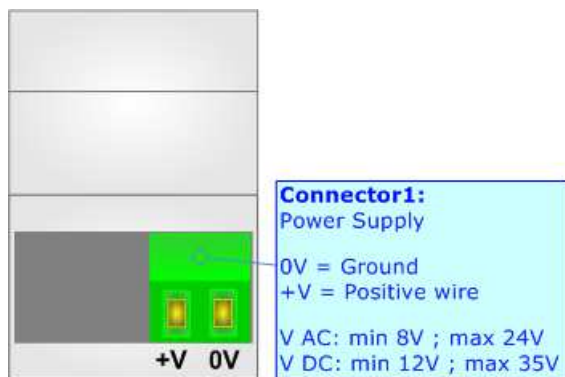 Connector1:
Power Supply
0V = Ground
+V = Positive wire
V AC: min 8V ; max 24V
V DC: min 12V ; max 35V
+V 0V